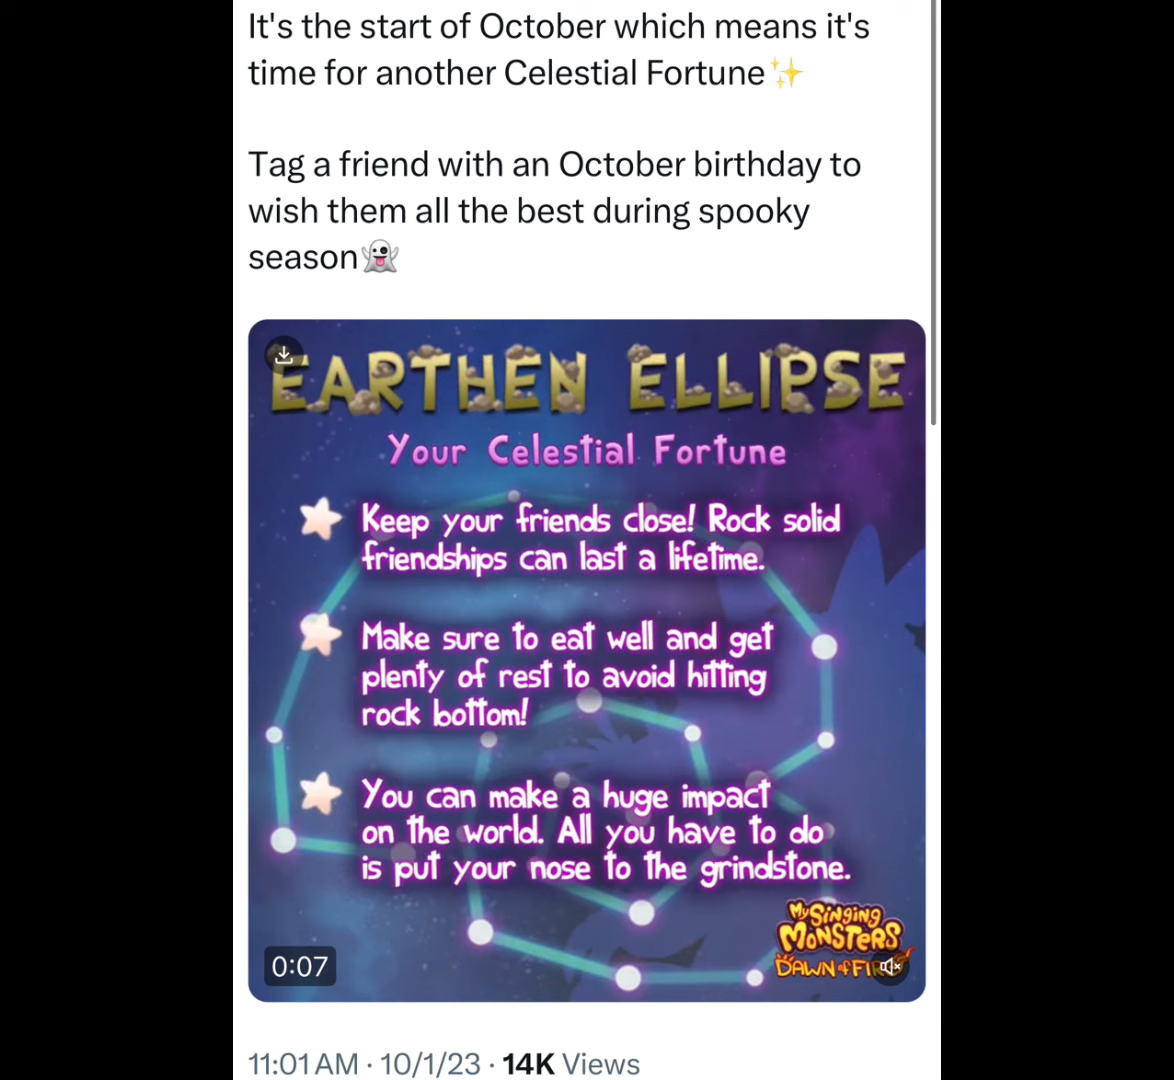 It's the start of October which means it's
time for another Celestial Fortune✨
Tag a friend with an October birthday to
wish them all the best during spooky
season👻
EARTHEN ELLIPSE
Your Celestial Fortune
Keep your friends close! Rock solid
friendships can last a lifetime.
Make sure to eat well and get
plenty of rest to avoid hitting
rock bottom!
You can make a huge impact
on the world. All you have to do
is put your nose to the grindstone.
My Singing
Monsters
Dawn of
0:07
11:01 AM · 10/1/23 · 14K Views